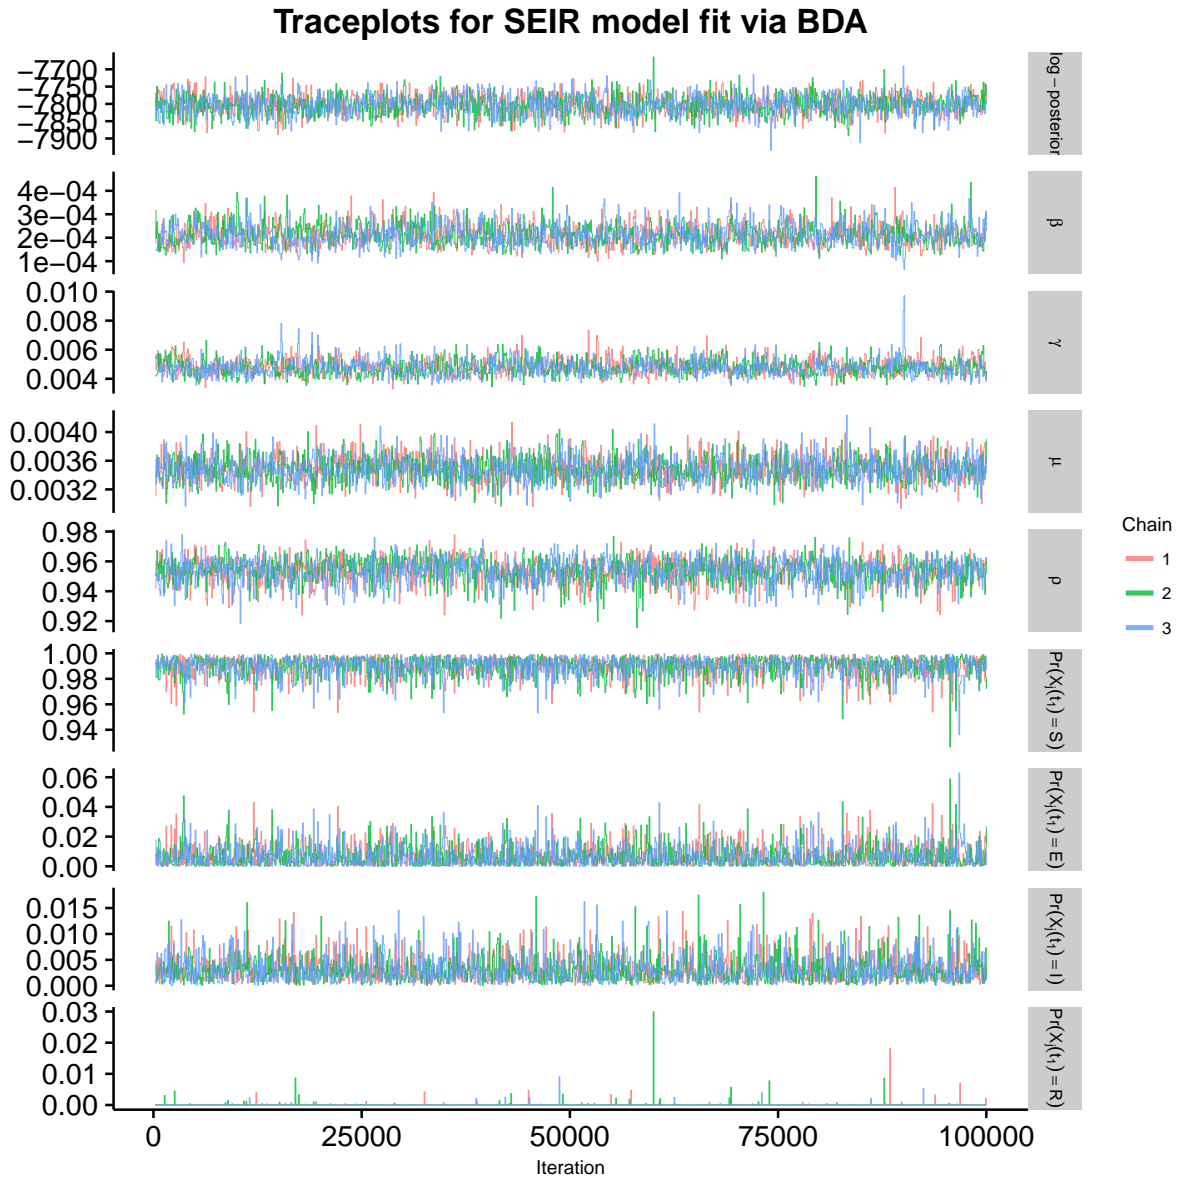 Traceplots for SEIR model fit via BDA
−7700
−7750
−7800
−7850
−7900
log−posterior
4e−04
3e−04
2e−04
1e−04
β
0.010
0.008
0.006
0.004
γ
0.0040
0.0036
0.0032
μ
0.98
0.96
0.94
0.92
ρ
1.00
0.98
0.96
0.94
Pr(Xj(t1) = S)
0.06
0.04
0.02
0.00
Pr(Xj(t1) = E)
0.015
0.010
0.005
0.000
Pr(Xj(t1) = I)
0.03
0.02
0.01
0.00
Pr(Xj(t1) = R)
0 25000 50000 75000 100000
Iteration
Chain
1
2
3